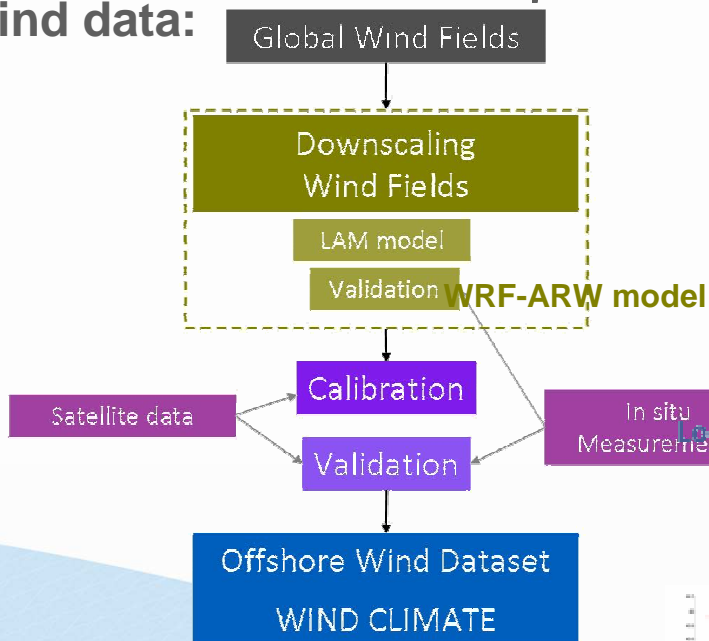 ind data:
Global Wind Fields
Downscaling
Wind Fields
LAM model
Validation
WRF-ARW model
Calibration
Satellite data
In situ
Validation
Offshore Wind Dataset
WIND CLIMATE